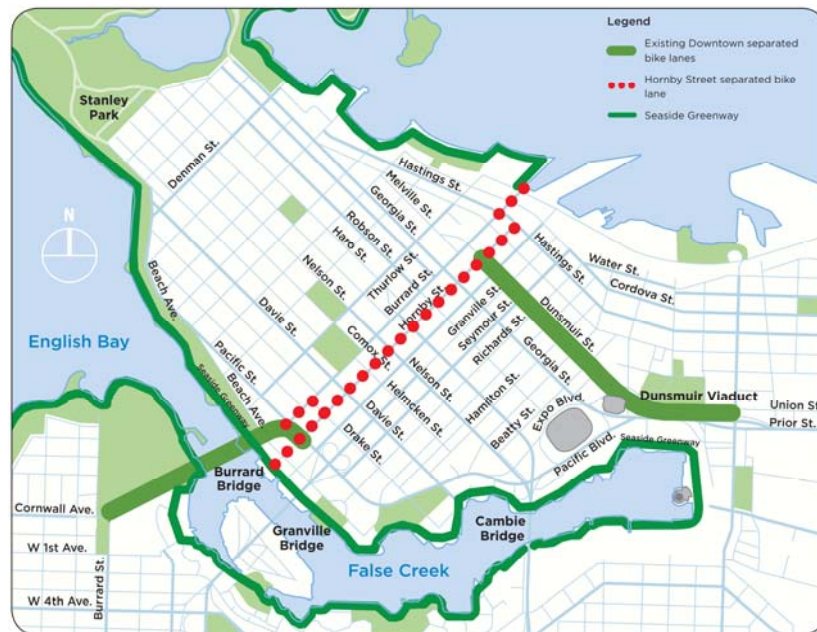 Legend
Existing Downtown separated
bike lanes
Hornby Street separated bike
lane
Seaside Greenway
Stanley
Park
Denman St.
Hastings St.
Melville St.
Georgia St.
Robson St.
Haro St.
Thurlow St.
Burrard St.
Hornby St.
Nelson St.
Comox St.
Davie St.
N
Beach Ave.
English Bay
Pacific St.
Beach Ave.
Seaside Greenway
Hastings St.
Water St.
Cordova St.
Granville St.
Seymour St.
Richards St.
Dunsmuir St.
Georgia St.
Nelson St.
Helmcken St.
Davie St.
Drake St.
Hamilton St.
Beatty St.
Expo Blvd.
Pacific Blvd.
Seaside Greenway
Dunsmuir Viaduct
Union St.
Prior St.
Burrard
Bridge
Granville
Bridge
Cambie
Bridge
False Creek
Cornwall Ave.
W 1st Ave.
W 4th Ave.
Burrard St.